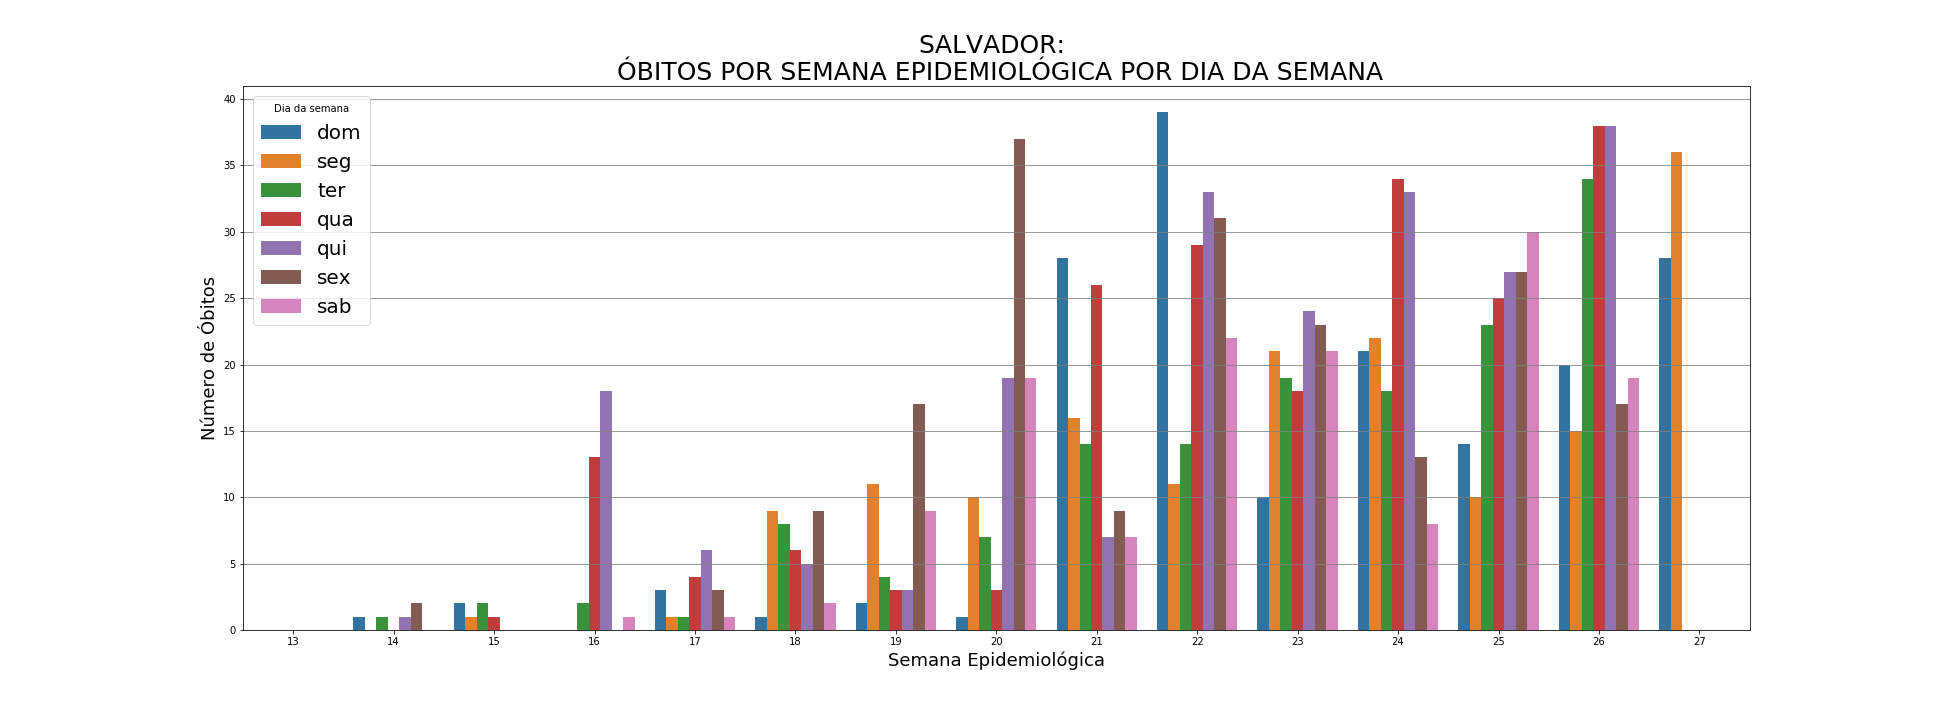 SALVADOR:
ÓBITOS POR SEMANA EPIDEMIOLÓGICA POR DIA DA SEMANA
Dia da semana
dom
seg
ter
qua
qui
sex
sab
Número de Óbitos
40
35
30
25
20
15
10
5
0
13 14 15 16 17 18 19 20 21 22 23 24 25 26 27
Semana Epidemiológica